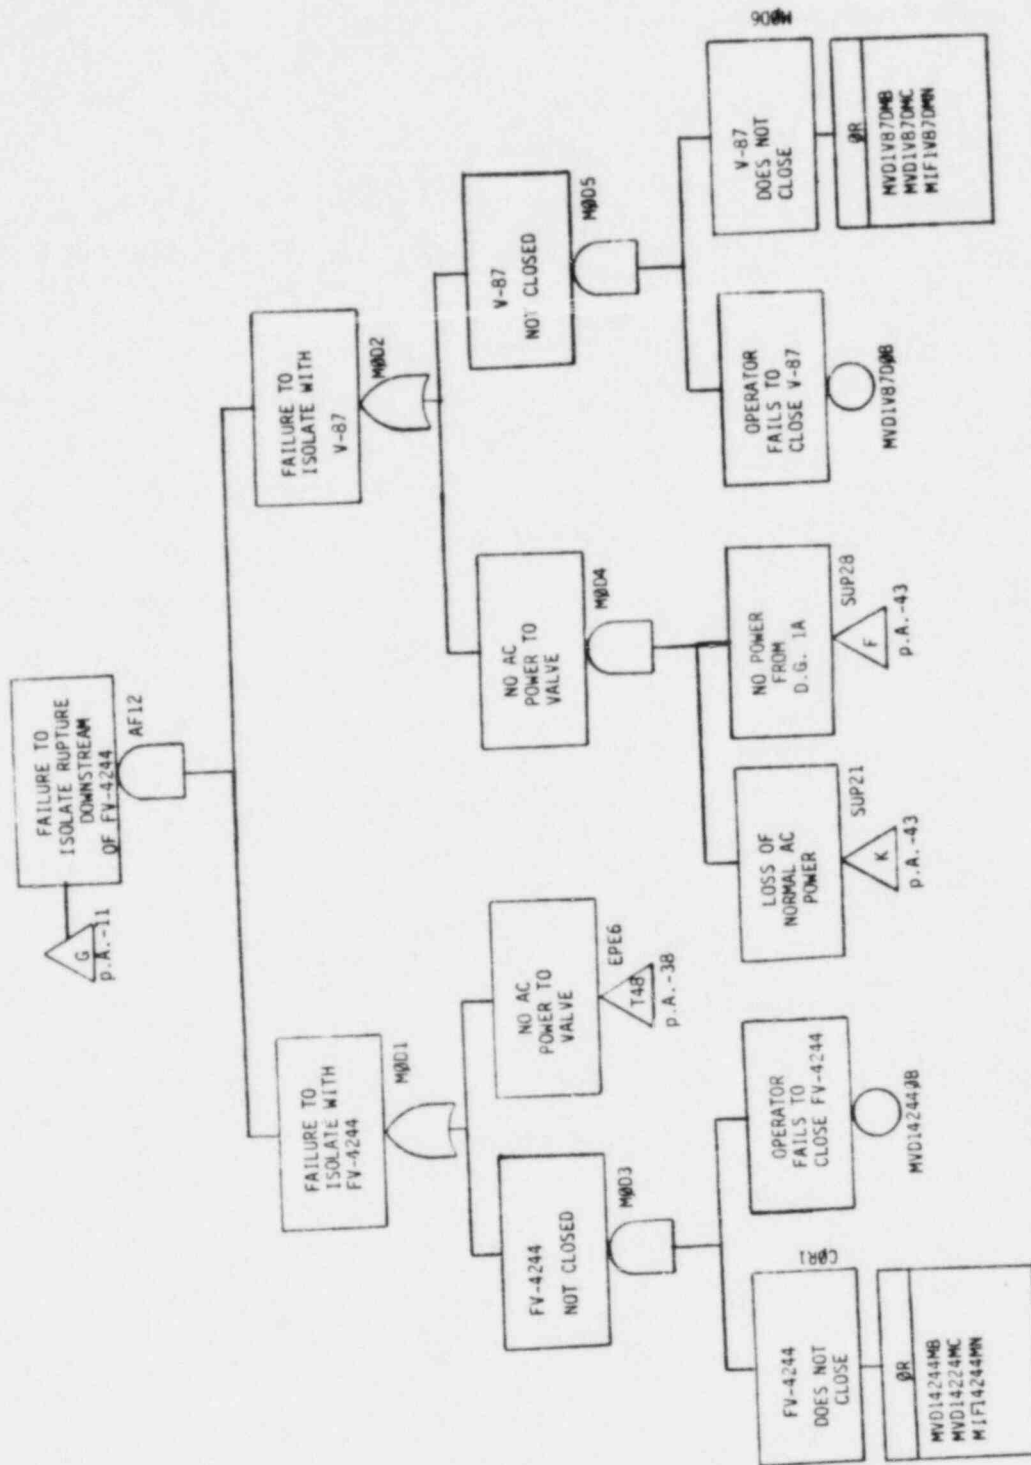 FAILURE TO
ISOLATE RUPTURE
DOWNSTREAM
OF FV-4244
AF12
G
p.A.-11
FAILURE TO
ISOLATE WITH
FV-4244
MØD1
FAILURE TO
ISOLATE WITH
V-87
MØD2
FV-4244
NOT CLOSED
MØD3
NO AC
POWER TO
VALVE
EPE6
T48
p.A.-38
NO AC
POWER TO
VALVE
MØD4
V-87
NOT CLOSED
MØD5
FV-4244
DOES NOT
CLOSE
CØR1
ØR
MVD14244MB
MVD14224MC
MIF14244MN
OPERATOR
FAILS TO
CLOSE FV-4244
MVD14244ØB
LOSS OF
NORMAL AC
POWER
SUP21
K
p.A.-43
NO POWER
FROM
D.G. 1A
SUP28
F
p.A.-43
OPERATOR
FAILS TO
CLOSE V-87
MVD1V87DØB
V-87
DOES NOT
CLOSE
MØD6
ØR
MVD1V87DMB
MVD1V87DMC
MIF1V87DMN